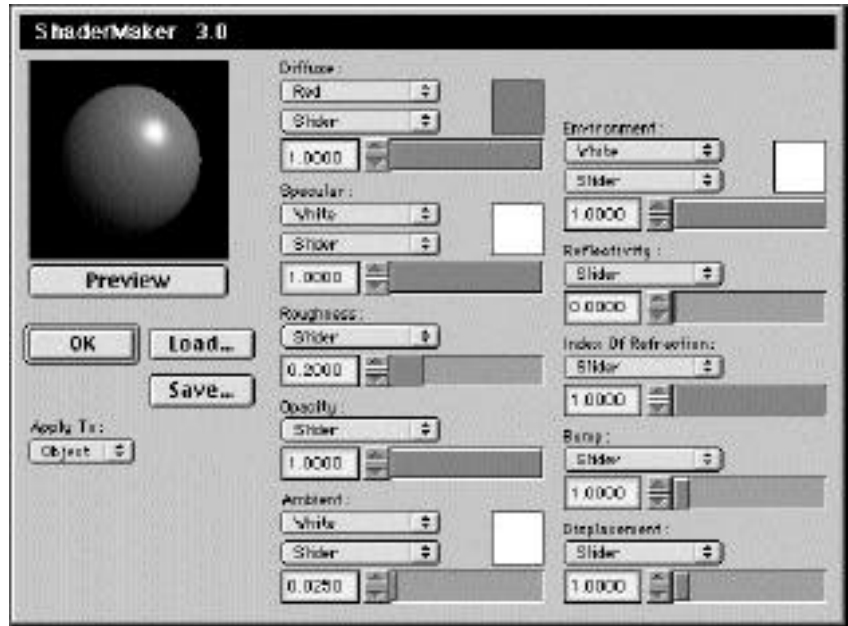 ShaderMaker 3.0
Preview
OK
Load...
Save...
Apply To:
Object
Diffuse:
Red
Slider
1.0000
Specular:
White
Slider
1.0000
Roughness:
Slider
0.2000
Opacity:
Slider
1.0000
Ambient:
White
Slider
0.0250
Environment:
White
Slider
1.0000
Reflectivity:
Slider
0.0000
Index Of Refraction:
Slider
1.0000
Bump:
Slider
1.0000
Displacement:
Slider
1.0000